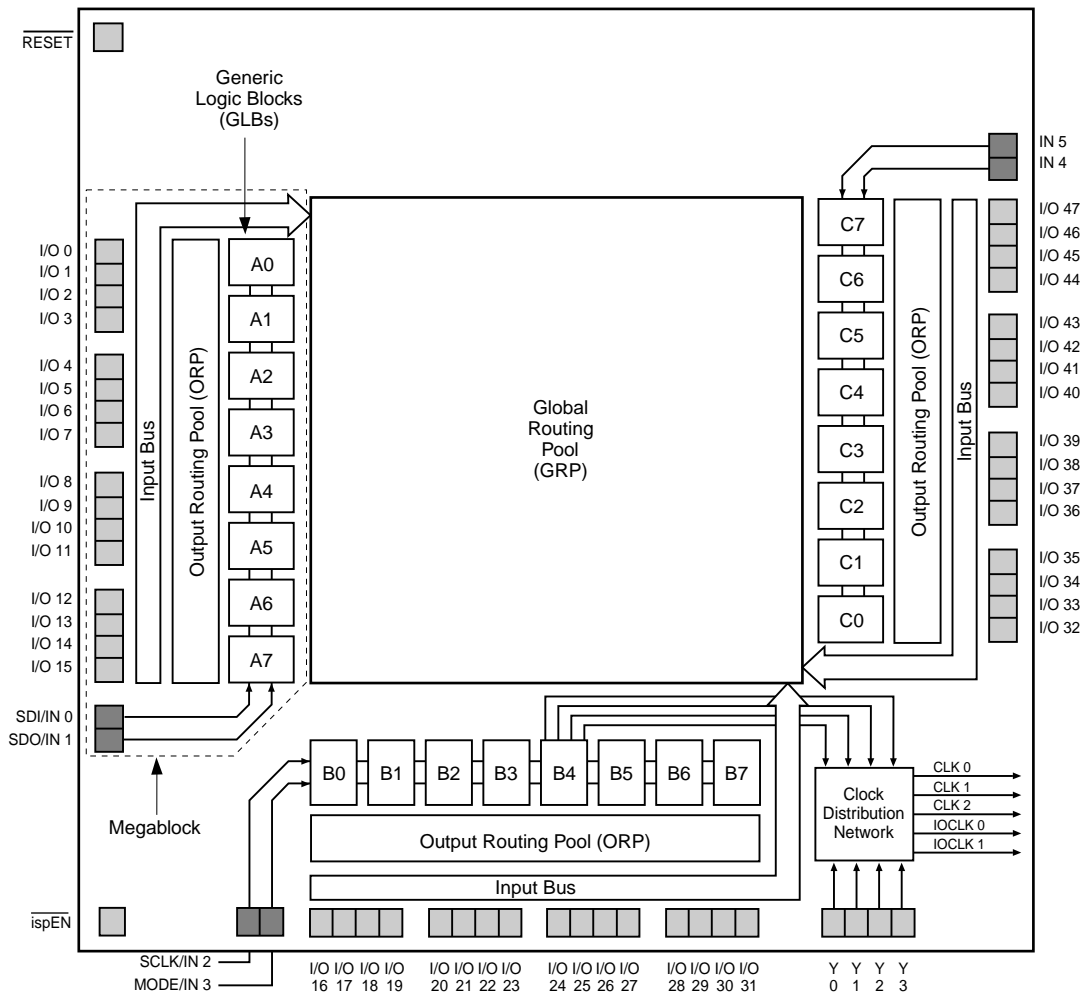 RESET
Generic
Logic Blocks
(GLBs)
IN 5
IN 4
I/O 0
I/O 1
I/O 2
I/O 3
I/O 4
I/O 5
I/O 6
I/O 7
I/O 8
I/O 9
I/O 10
I/O 11
I/O 12
I/O 13
I/O 14
I/O 15
SDI/IN 0
SDO/IN 1
Input Bus
Output Routing Pool (ORP)
A0
A1
A2
A3
A4
A5
A6
A7
Global
Routing
Pool
(GRP)
C7
C6
C5
C4
C3
C2
C1
C0
Output Routing Pool (ORP)
Input Bus
I/O 47
I/O 46
I/O 45
I/O 44
I/O 43
I/O 42
I/O 41
I/O 40
I/O 39
I/O 38
I/O 37
I/O 36
I/O 35
I/O 34
I/O 33
I/O 32
Megablock
B0 B1 B2 B3 B4 B5 B6 B7
Output Routing Pool (ORP)
Input Bus
Clock
Distribution
Network
CLK 0
CLK 1
CLK 2
IOCLK 0
IOCLK 1
ispEN
SCLK/IN 2
MODE/IN 3
I/O I/O I/O I/O I/O I/O I/O I/O I/O I/O I/O I/O I/O I/O I/O I/O Y Y Y Y
16 17 18 19 20 21 22 23 24 25 26 27 28 29 30 31 0 1 2 3